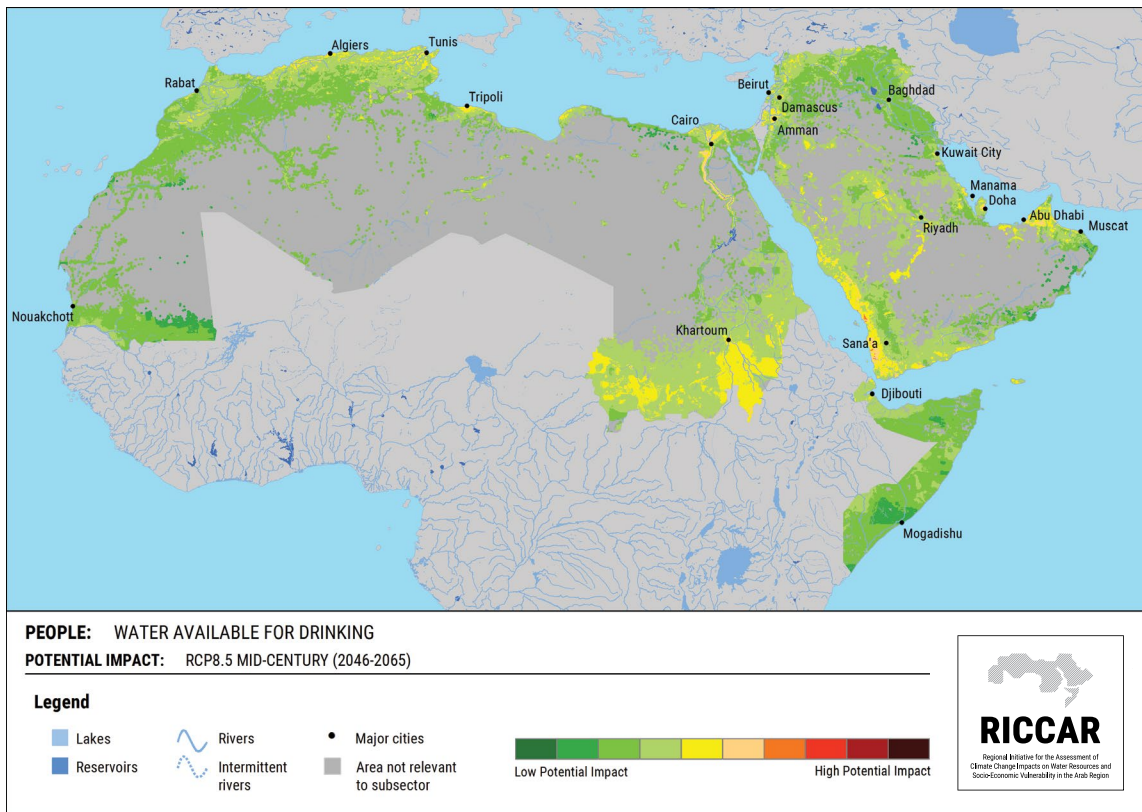 Algiers
Tunis
Rabat
Tripoli
Beirut
Damascus
Amman
Baghdad
Cairo
Kuwait City
Manama
Doha
Abu Dhabi
Muscat
Riyadh
Nouakchott
Khartoum
Sana'a
Djibouti
Mogadishu
PEOPLE: WATER AVAILABLE FOR DRINKING
POTENTIAL IMPACT: RCP8.5 MID-CENTURY (2046-2065)
Legend
Lakes
Reservoirs
Rivers
Intermittent
rivers
Major cities
Area not relevant
to subsector
Low Potential Impact
High Potential Impact
RICCAR
Regional Initiative for the Assessment of
Climate Change Impacts on Water Resources and
Socio-Economic Vulnerability in the Arab Region